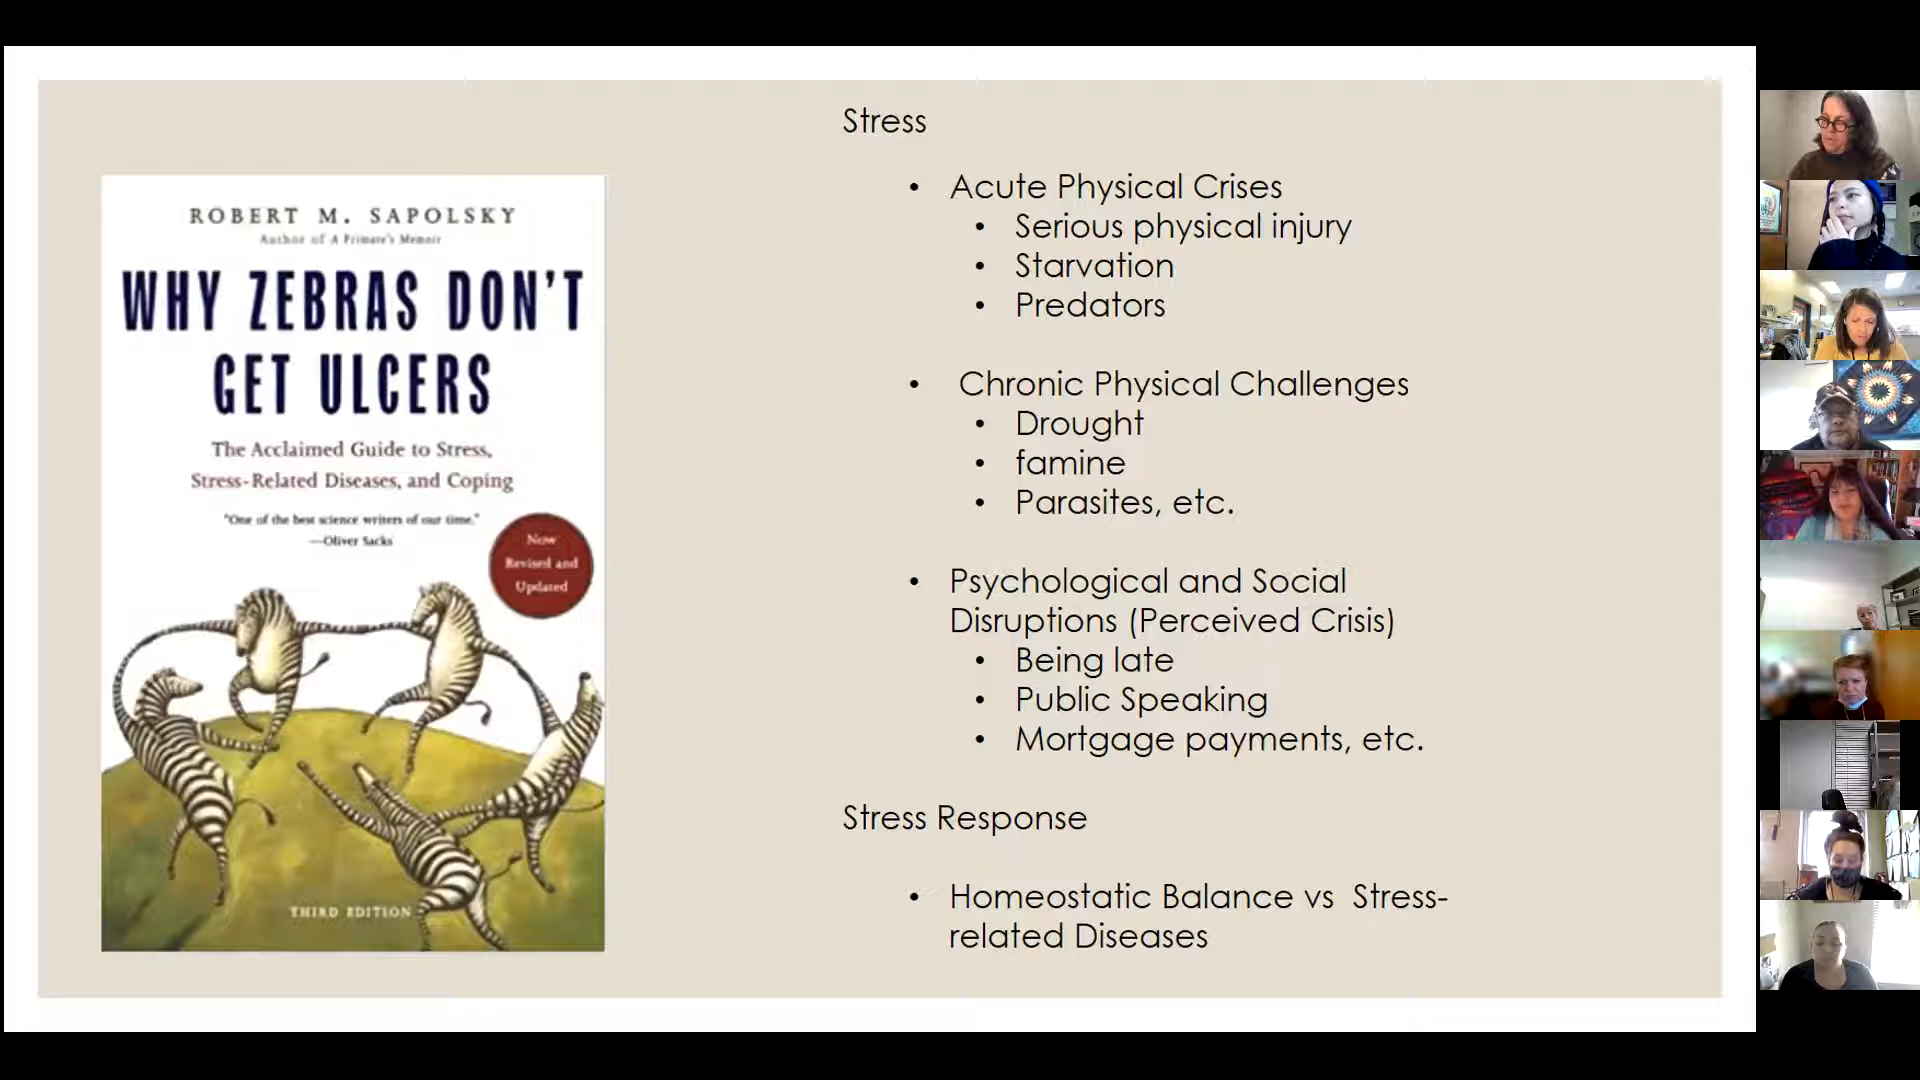 ROBERT M. SAPOLSKY
Author of A Primate's Memoir
WHY ZEBRAS DON'T
GET ULCERS
The Acclaimed Guide to Stress,
Stress-Related Diseases, and Coping
"One of the best science writers of our time."
—Oliver Sacks
Now
Revised and
Updated
THIRD EDITION
Stress
• Acute Physical Crises
• Serious physical injury
• Starvation
• Predators
• Chronic Physical Challenges
• Drought
• famine
• Parasites, etc.
• Psychological and Social
Disruptions (Perceived Crisis)
• Being late
• Public Speaking
• Mortgage payments, etc.
Stress Response
• Homeostatic Balance vs  Stress-
related Diseases